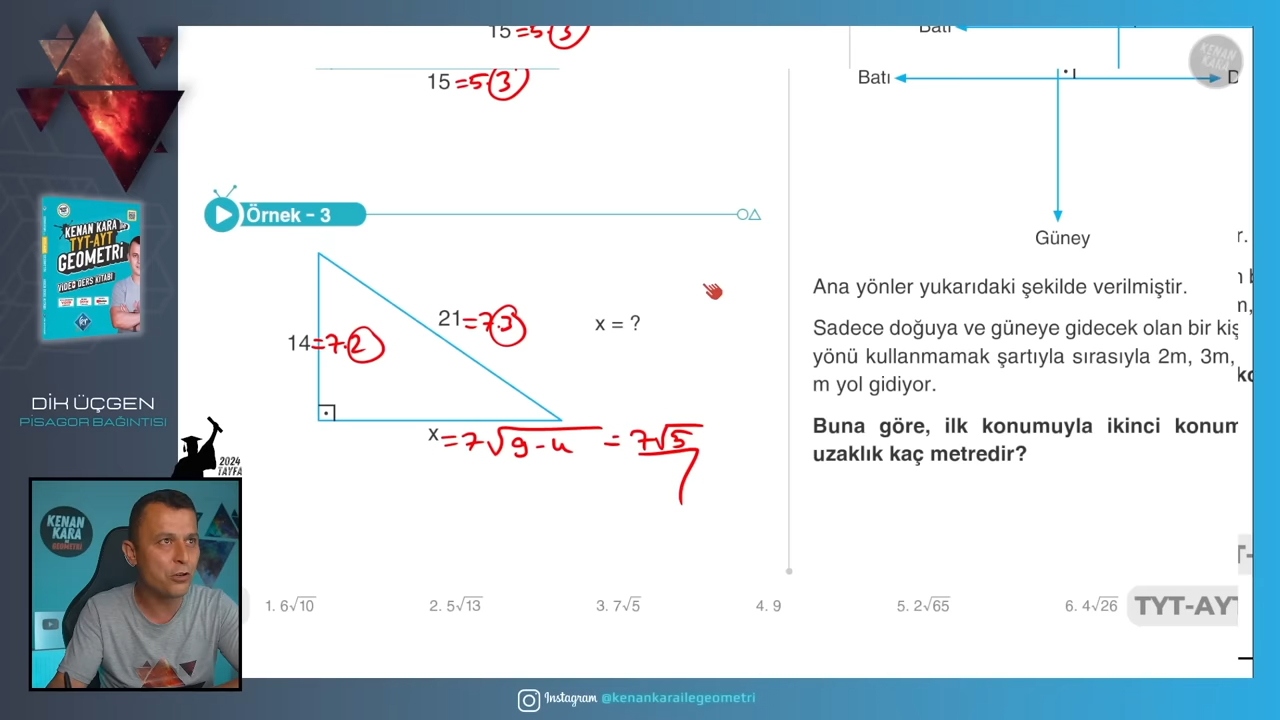 15 = 5.3
15 = 5.3
Batı
Batı
D
KENAN KARA
Örnek - 3
KENAN KARA
TYT-AYT
GEOMETRİ
VİDEO DERS KİTABI
Güney
r.
14 = 7.2
21 = 7.3
x = ?
x = 7√9-4 = 7√5
Ana yönler yukarıdaki şekilde verilmiştir.
Sadece doğuya ve güneye gidecek olan bir kiş
yönü kullanmamak şartıyla sırasıyla 2m, 3m,
m yol gidiyor.
Buna göre, ilk konumuyla ikinci konum
uzaklık kaç metredir?
DİK ÜÇGEN
PİSAGOR BAĞINTISI
2024
TAYFA
KENAN
KARA
ile GEOMETRİ
1. 6√10
2. 5√13
3. 7√5
4. 9
5. 2√65
6. 4√26
TYT-AYT
Instagram @kenankarailegeometri